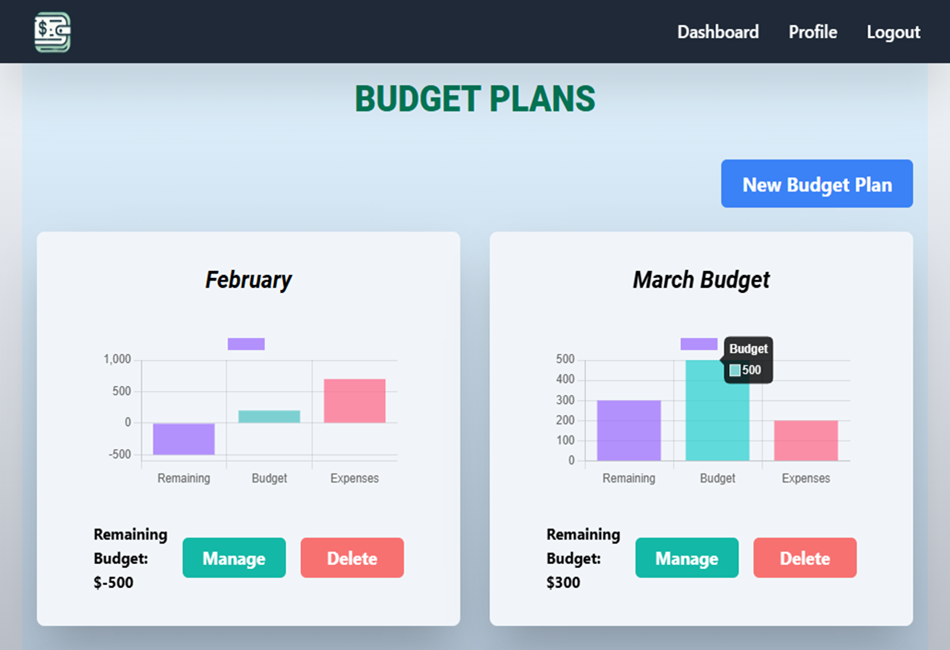 Dashboard Profile Logout
BUDGET PLANS
New Budget Plan
February
1,000
500
0
-500
Remaining Budget Expenses
Remaining
Budget:
$-500
Manage
Delete
March Budget
Budget
500
500
400
300
200
100
0
Remaining Budget Expenses
Remaining
Budget:
$300
Manage
Delete